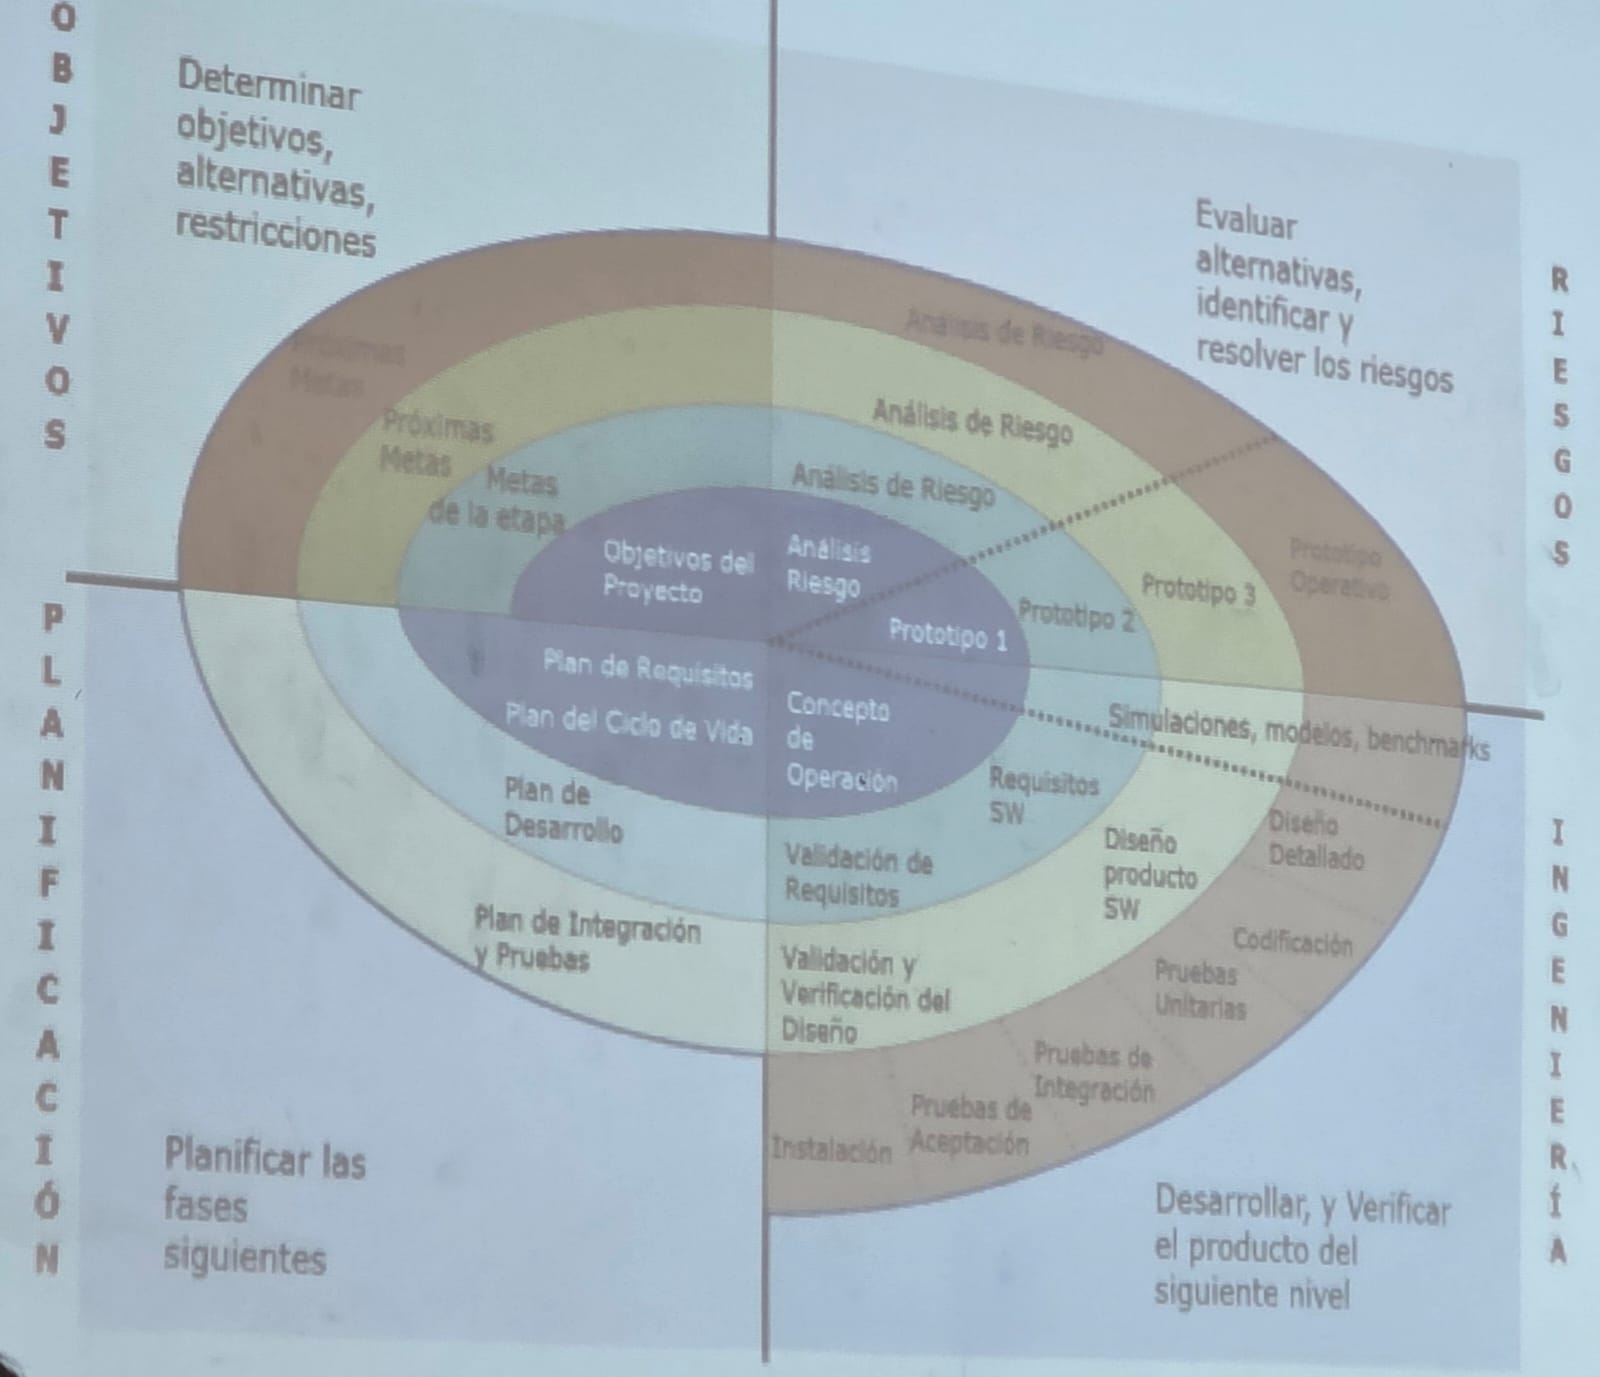 OBJETIVOS
Determinar
objetivos,
alternativas,
restricciones
Evaluar
alternativas,
identificar y
resolver los riesgos
RIESGOS
Próximas
Metas
Próximas
Metas
Metas
de la etapa
Objetivos del
Proyecto
Análisis de Riesgo
Análisis de Riesgo
Análisis de Riesgo
Análisis
Riesgo
Prototipo 1
Prototipo 2
Prototipo 3
Prototipo
Operativo
PLANIFICACIÓN
Plan de Requisitos
Plan del Ciclo de Vida
Plan de
Desarrollo
Plan de Integración
y Pruebas
Planificar las
fases
siguientes
Simulaciones, modelos, benchmarks
Concepto
de
Operación
Requisitos
SW
Validación de
Requisitos
Diseño
producto
SW
Validación y
Verificación del
Diseño
Diseño
Detallado
Codificación
Pruebas
Unitarias
Pruebas de
Integración
Pruebas de
Aceptación
Instalación
Desarrollar, y Verificar
el producto del
siguiente nivel
INGENIERÍA